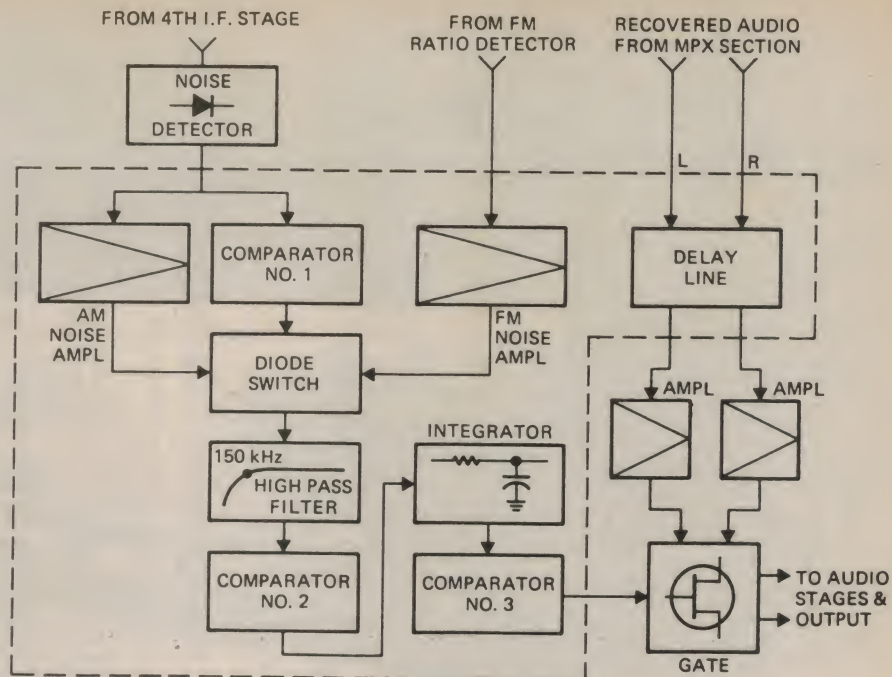 FROM 4TH I.F. STAGE
FROM FM
RATIO DETECTOR
RECOVERED AUDIO
FROM MPX SECTION
NOISE
DETECTOR
L
R
COMPARATOR
NO. 1
DELAY
LINE
AM
NOISE
AMPL
FM
NOISE
AMPL
DIODE
SWITCH
AMPL
AMPL
150 kHz
HIGH PASS
FILTER
INTEGRATOR
COMPARATOR
NO. 2
COMPARATOR
NO. 3
TO AUDIO
STAGES &
OUTPUT
GATE